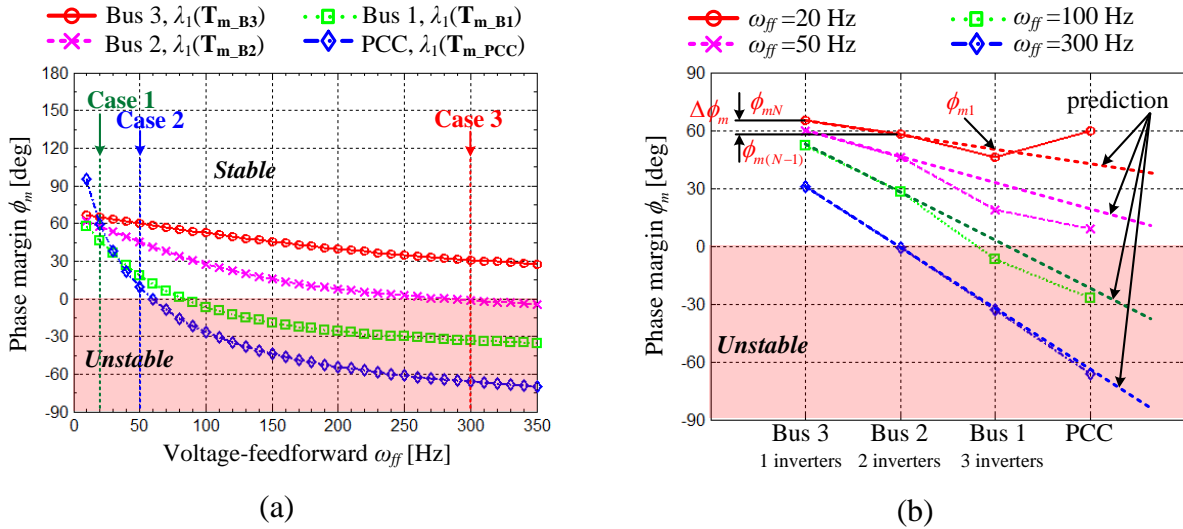 Bus 3, λ1(Tm_B3)
Bus 1, λ1(Tm_B1)
Bus 2, λ1(Tm_B2)
PCC, λ1(Tm_PCC)
180
150
120
90
60
30
0
-30
-60
-90
Phase margin ϕm [deg]
Case 1
Case 2
Case 3
Stable
Unstable
0 50 100 150 200 250 300 350
Voltage-feedforward ωff [Hz]
(a)
ωff =20 Hz
ωff =100 Hz
ωff =50 Hz
ωff =300 Hz
90
60
30
0
-30
-60
-90
Phase margin ϕm [deg]
Δϕm
ϕmN
ϕm(N-1)
ϕm1
prediction
Unstable
Bus 3 Bus 2 Bus 1 PCC
1 inverters 2 inverters 3 inverters
(b)